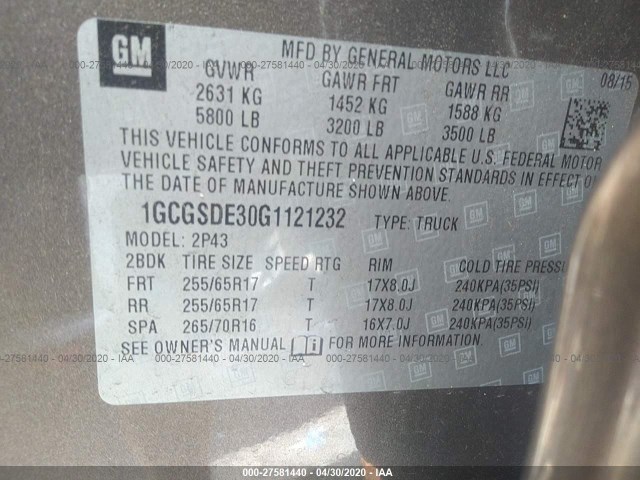 GM
MFD BY GENERAL MOTORS LLC
08/15
GVWR GAWR FRT GAWR RR
2631 KG 1452 KG 1588 KG
5800 LB 3200 LB 3500 LB
THIS VEHICLE CONFORMS TO ALL APPLICABLE U.S. FEDERAL MOTOR
VEHICLE SAFETY AND THEFT PREVENTION STANDARDS IN EFFECT ON
THE DATE OF MANUFACTURE SHOWN ABOVE.
1GCGSDE30G1121232 TYPE: TRUCK
MODEL: 2P43
2BDK TIRE SIZE SPEED RTG RIM COLD TIRE PRESSU
FRT 255/65R17 T 17X8.0J 240KPA(35PSI)
RR 255/65R17 T 17X8.0J 240KPA(35PSI)
SPA 265/70R16 T 16X7.0J 240KPA(35PSI)
SEE OWNER'S MANUAL i FOR MORE INFORMATION.
000-27581440 - 04/30/2020 - IAA